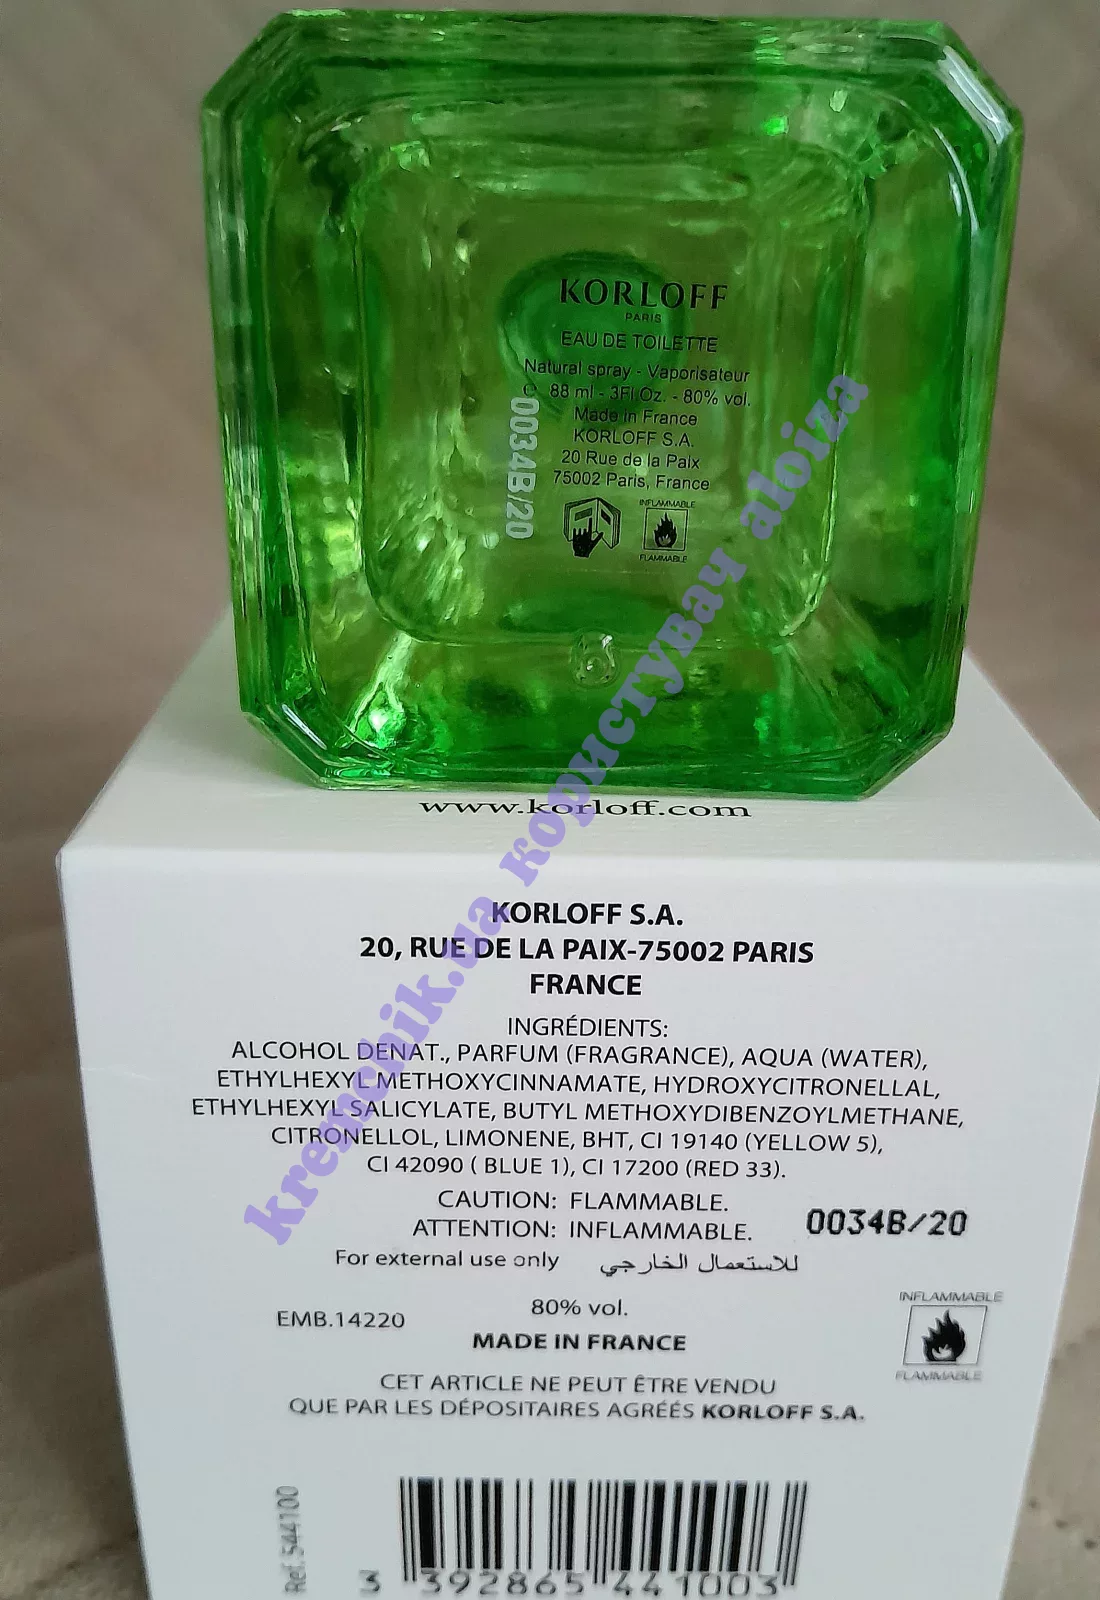 KORLOFF
PARIS
EAU DE TOILETTE
Natural spray - Vaporisateur
℮ 88 ml - 3Fl.Oz. - 80% vol.
Made in France
KORLOFF S.A.
20 Rue de la Paix
75002 Paris, France
0034B/20
INFLAMMABLE
FLAMMABLE
www.korloff.com
KORLOFF S.A.
20, RUE DE LA PAIX-75002 PARIS
FRANCE
INGRÉDIENTS:
ALCOHOL DENAT., PARFUM (FRAGRANCE), AQUA (WATER),
ETHYLHEXYL METHOXYCINNAMATE, HYDROXYCITRONELLAL,
ETHYLHEXYL SALICYLATE, BUTYL METHOXYDIBENZOYLMETHANE,
CITRONELLOL, LIMONENE, BHT, CI 19140 (YELLOW 5),
CI 42090 ( BLUE 1), CI 17200 (RED 33).
CAUTION: FLAMMABLE.
ATTENTION: INFLAMMABLE.
0034B/20
For external use only للاستعمال الخارجي
EMB.14220
80% vol.
MADE IN FRANCE
INFLAMMABLE
FLAMMABLE
CET ARTICLE NE PEUT ÊTRE VENDU
QUE PAR LES DÉPOSITAIRES AGRÉÉS KORLOFF S.A.
Ref. 544100
3 392865 441003
kremchik.ua користувач aloiza